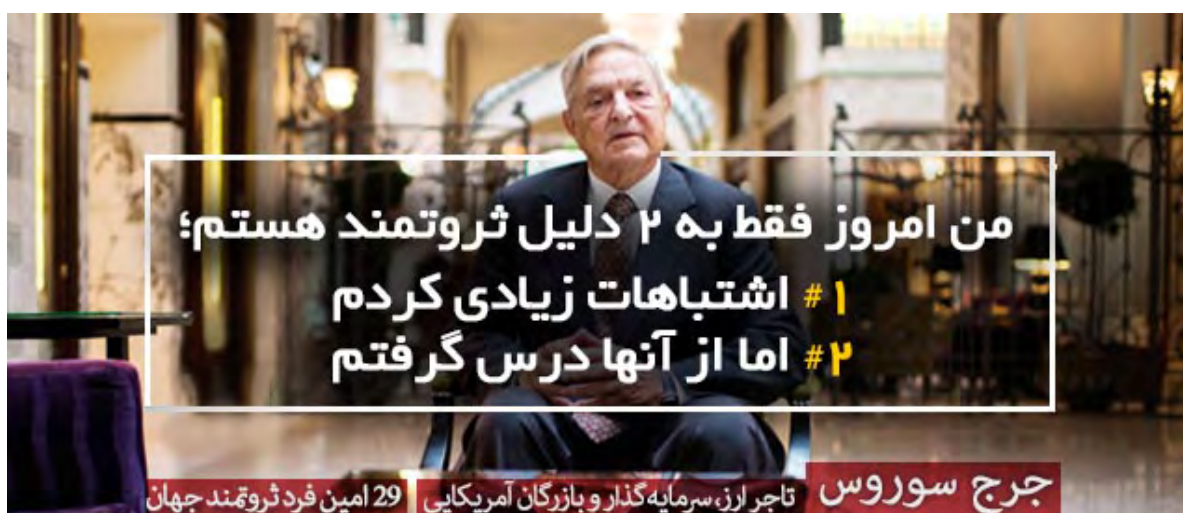 من امروز فقط به ۲ دلیل ثروتمند هستم؛
#۱ اشتباهات زیادی کردم
#۲ اما از آنها درس گرفتم
جرج سوروس تاجر ارز، سرمایه‌گذار و بازرگان آمریکایی 29 امین فرد ثروتمند جهان